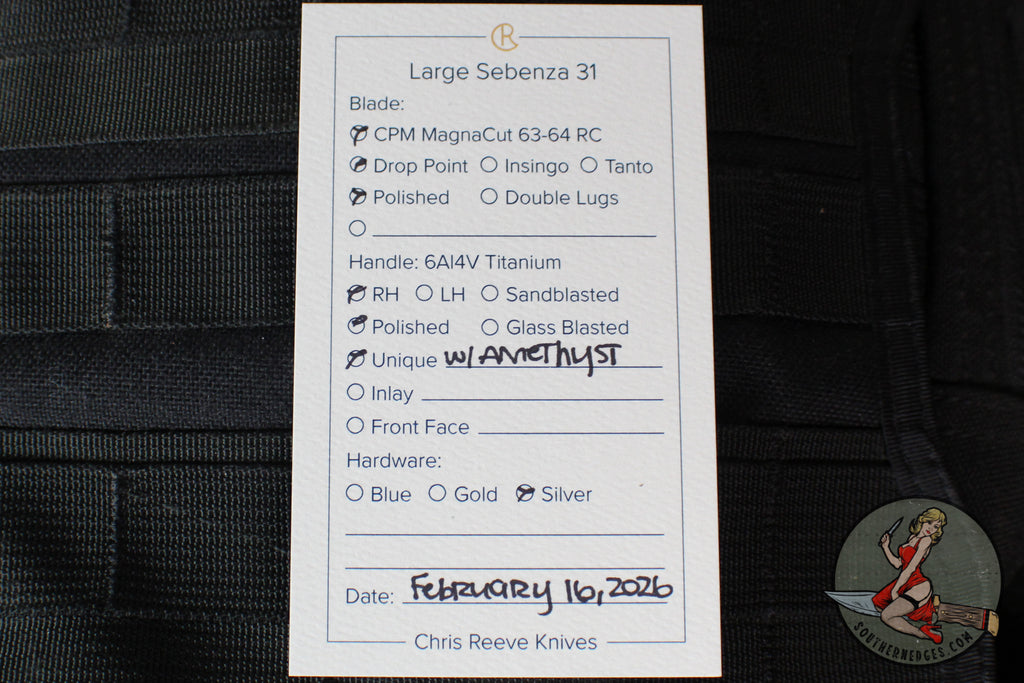 CR
Large Sebenza 31
Blade:
CPM MagnaCut 63-64 RC
Drop Point Insingo Tanto
Polished Double Lugs
Handle: 6Al4V Titanium
RH LH Sandblasted
Polished Glass Blasted
Unique w/ AMEThyST
Inlay
Front Face
Hardware:
Blue Gold Silver
Date: February 16, 2026
Chris Reeve Knives
SOUTHERNEDGES.COM